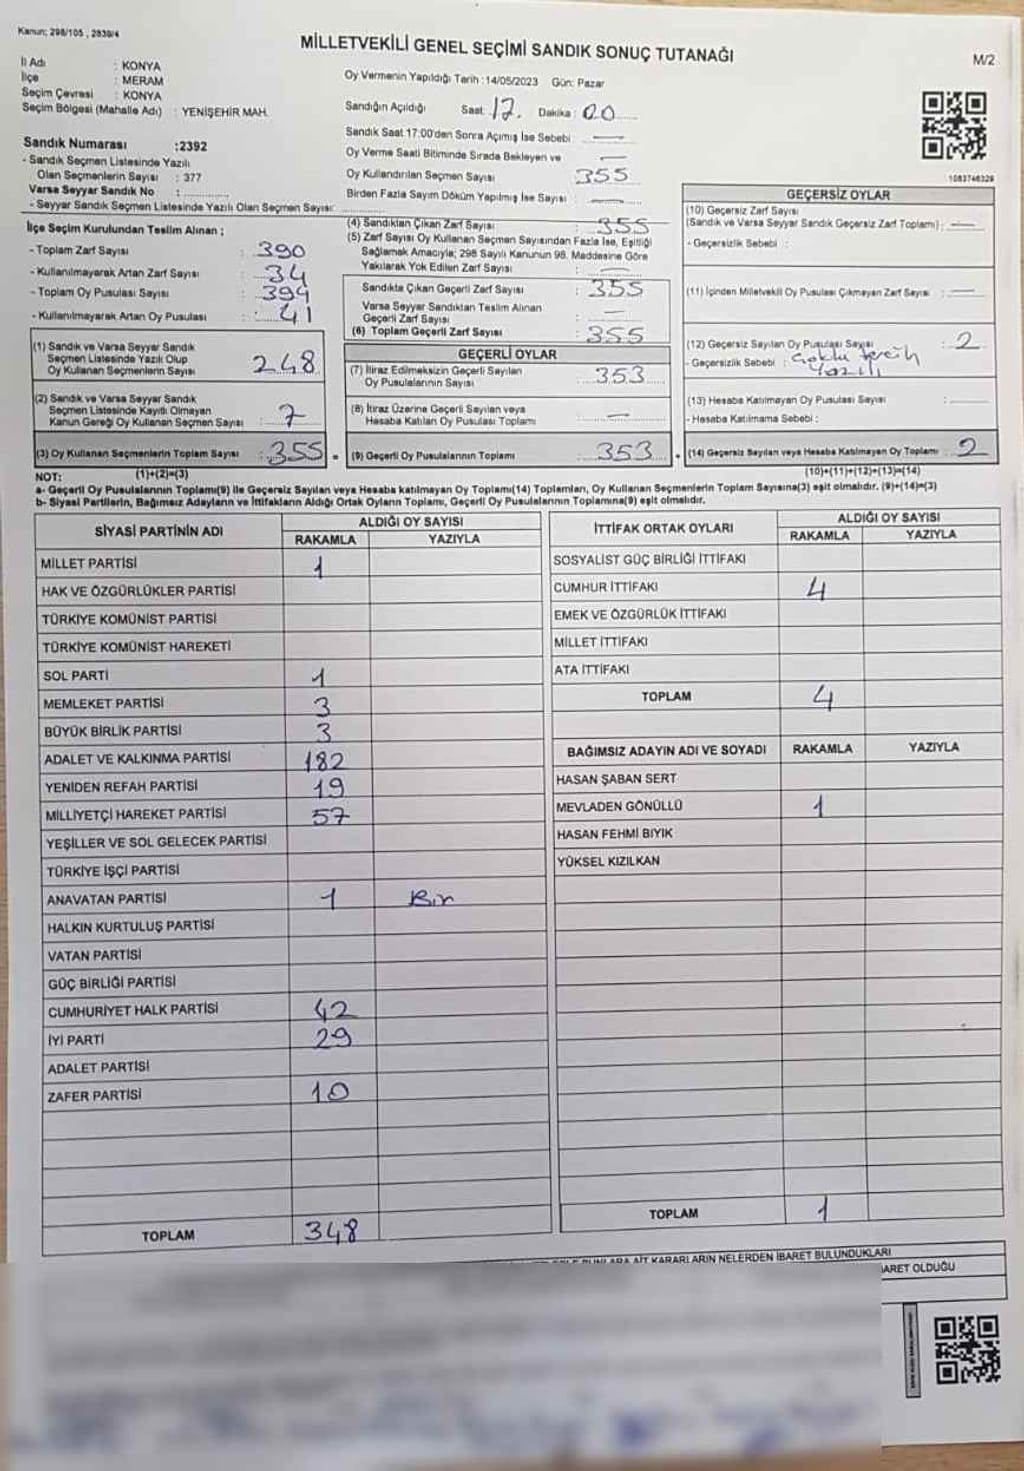 Kanun; 298/105 , 2839/4
MİLLETVEKİLİ GENEL SEÇİMİ SANDIK SONUÇ TUTANAĞI
M/2
İl Adı : KONYA
İlçe : MERAM
Seçim Çevresi : KONYA
Seçim Bölgesi (Mahalle Adı) : YENİŞEHİR MAH.
Sandık Numarası :2392
- Sandık Seçmen Listesinde Yazılı
Olan Seçmenlerin Sayısı : 377
Varsa Seyyar Sandık No :
- Seyyar Sandık Seçmen Listesinde Yazılı Olan Seçmen Sayısı:
Oy Vermenin Yapıldığı Tarih :14/05/2023 Gün: Pazar
Sandığın Açıldığı Saat: 17. Dakika : 00
Sandık Saat 17:00'den Sonra Açılmış İse Sebebi : —
Oy Verme Saati Bitiminde Sırada Bekleyen ve —
Oy Kullandırılan Seçmen Sayısı : 355
Birden Fazla Sayım Döküm Yapılmış İse Sayısı : —
1083746329
İlçe Seçim Kurulundan Teslim Alınan ;
- Toplam Zarf Sayısı : 390
- Kullanılmayarak Artan Zarf Sayısı : 34
- Toplam Oy Pusulası Sayısı : 394
- Kullanılmayarak Artan Oy Pusulası : 41
(1) Sandık ve Varsa Seyyar Sandık
Seçmen Listesinde Yazılı Olup
Oy Kullanan Seçmenlerin Sayısı 248
(2) Sandık ve Varsa Seyyar Sandık
Seçmen Listesinde Kayıtlı Olmayan
Kanun Gereği Oy Kullanan Seçmen Sayısı : 7
(3) Oy Kullanan Seçmenlerin Toplam Sayısı : 355 =
(1)+(2)=(3)
(4) Sandıktan Çıkan Zarf Sayısı : 355
(5) Zarf Sayısı Oy Kullanan Seçmen Sayısından Fazla İse, Eşitliği
Sağlamak Amacıyla; 298 Sayılı Kanunun 98. Maddesine Göre
Yakılarak Yok Edilen Zarf Sayısı : —
Sandıkta Çıkan Geçerli Zarf Sayısı : 355
Varsa Seyyar Sandıktan Teslim Alınan
Geçerli Zarf Sayısı : —
(6) Toplam Geçerli Zarf Sayısı : 355
GEÇERLİ OYLAR
(7) İtiraz Edilmeksizin Geçerli Sayılan
Oy Pusulalarının Sayısı : 353
(8) İtiraz Üzerine Geçerli Sayılan veya
Hesaba Katılan Oy Pusulası Toplamı : —
(9) Geçerli Oy Pusulalarının Toplamı : 353 +
GEÇERSİZ OYLAR
(10) Geçersiz Zarf Sayısı
(Sandık ve Varsa Seyyar Sandık Geçersiz Zarf Toplamı) : —
- Geçersizlik Sebebi :
(11) İçinden Milletvekili Oy Pusulası Çıkmayan Zarf Sayısı : —
(12) Geçersiz Sayılan Oy Pusulası Sayısı : 2
- Geçersizlik Sebebi : Çoklu tercih
Yazılı
(13) Hesaba Katılmayan Oy Pusulası Sayısı :
- Hesaba Katılmama Sebebi :
(14) Geçersiz Sayılan veya Hesaba Katılmayan Oy Toplamı : 2
(10)+(11)+(12)+(13)=(14)
NOT:
a- Geçerli Oy Pusulalarının Toplamı(9) ile Geçersiz Sayılan veya Hesaba katılmayan Oy Toplamı(14) Toplamları, Oy Kullanan Seçmenlerin Toplam Sayısına(3) eşit olmalıdır. (9)+(14)=(3)
b- Siyasi Partilerin, Bağımsız Adayların ve İttifakların Aldığı Ortak Oyların Toplamı, Geçerli Oy Pusulalarının Toplamına(9) eşit olmalıdır.
SİYASİ PARTİNİN ADI ALDIĞI OY SAYISI
RAKAMLA YAZIYLA
MİLLET PARTİSİ 1
HAK VE ÖZGÜRLÜKLER PARTİSİ
TÜRKİYE KOMÜNİST PARTİSİ
TÜRKİYE KOMÜNİST HAREKETİ
SOL PARTİ 1
MEMLEKET PARTİSİ 3
BÜYÜK BİRLİK PARTİSİ 3
ADALET VE KALKINMA PARTİSİ 182
YENİDEN REFAH PARTİSİ 19
MİLLİYETÇİ HAREKET PARTİSİ 57
YEŞİLLER VE SOL GELECEK PARTİSİ
TÜRKİYE İŞÇİ PARTİSİ
ANAVATAN PARTİSİ 1 Bir
HALKIN KURTULUŞ PARTİSİ
VATAN PARTİSİ
GÜÇ BİRLİĞİ PARTİSİ
CUMHURİYET HALK PARTİSİ 42
İYİ PARTİ 29
ADALET PARTİSİ
ZAFER PARTİSİ 10
TOPLAM 348
İTTİFAK ORTAK OYLARI ALDIĞI OY SAYISI
RAKAMLA YAZIYLA
SOSYALİST GÜÇ BİRLİĞİ İTTİFAKI
CUMHUR İTTİFAKI 4
EMEK VE ÖZGÜRLÜK İTTİFAKI
MİLLET İTTİFAKI
ATA İTTİFAKI
TOPLAM 4
BAĞIMSIZ ADAYIN ADI VE SOYADI RAKAMLA YAZIYLA
HASAN ŞABAN SERT
MEVLADEN GÖNÜLLÜ 1
HASAN FEHMİ BIYIK
YÜKSEL KIZILKAN
TOPLAM 1
AİT KARARLARIN NELERDEN İBARET BULUNDUKLARI
OLDUĞU